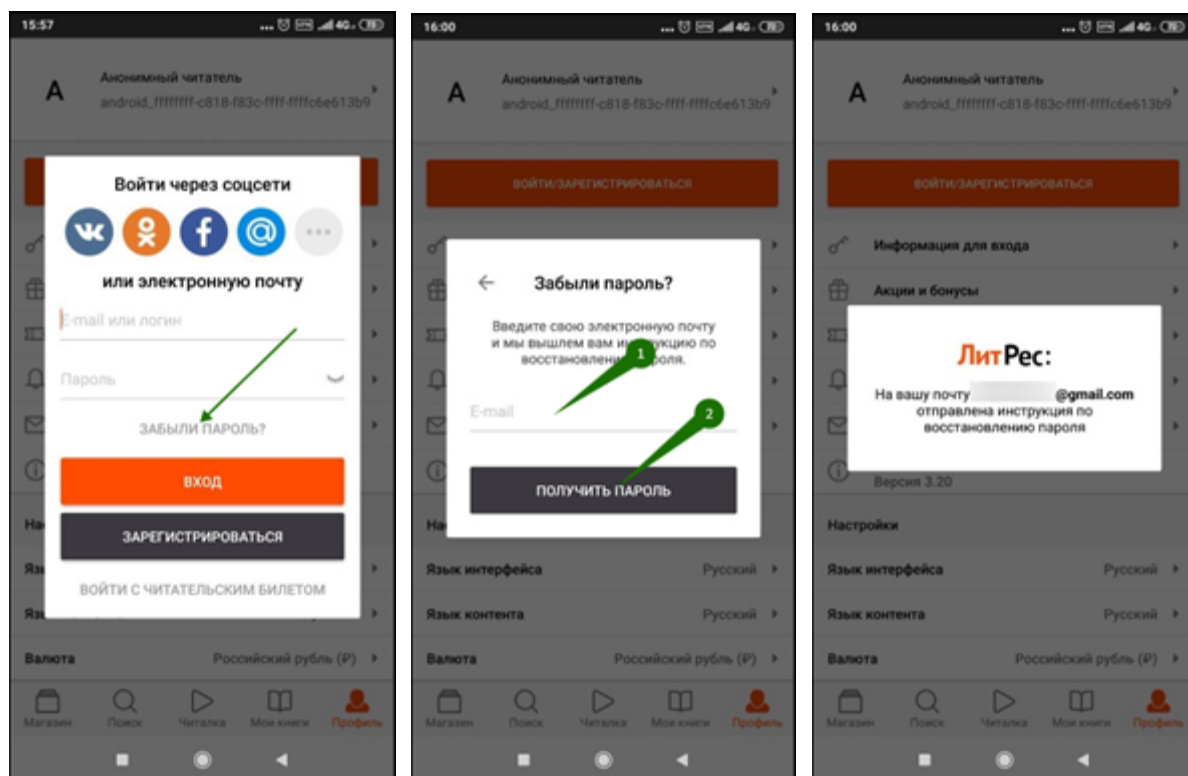 15:57
4G
Анонимный читатель
android_ffffffff-c818-f83c-ffff-ffffc6e613b9
A
Войти через соцсети
или электронную почту
E-mail или логин
Пароль
ЗАБЫЛИ ПАРОЛЬ?
ВХОД
ЗАРЕГИСТРИРОВАТЬСЯ
ВОЙТИ С ЧИТАТЕЛЬСКИМ БИЛЕТОМ
Валюта
Российский рубль (₽)
Магазин
Поиск
Читалка
Мои книги
Профиль
16:00
4G
Анонимный читатель
android_ffffffff-c818-f83c-ffff-ffffc6e613b9
A
ВОЙТИ/ЗАРЕГИСТРИРОВАТЬСЯ
Забыли пароль?
Введите свою электронную почту
и мы вышлем вам инструкцию по
восстановлению пароля.
1
E-mail
2
ПОЛУЧИТЬ ПАРОЛЬ
Язык интерфейса
Русский
Язык контента
Русский
Валюта
Российский рубль (₽)
Магазин
Поиск
Читалка
Мои книги
Профиль
16:00
4G
Анонимный читатель
android_ffffffff-c818-f83c-ffff-ffffc6e613b9
A
ВОЙТИ/ЗАРЕГИСТРИРОВАТЬСЯ
Информация для входа
Акции и бонусы
ЛитРес:
На вашу почту @gmail.com
отправлена инструкция по
восстановлению пароля
Версия 3.20
Настройки
Язык интерфейса
Русский
Язык контента
Русский
Валюта
Российский рубль (₽)
Магазин
Поиск
Читалка
Мои книги
Профиль